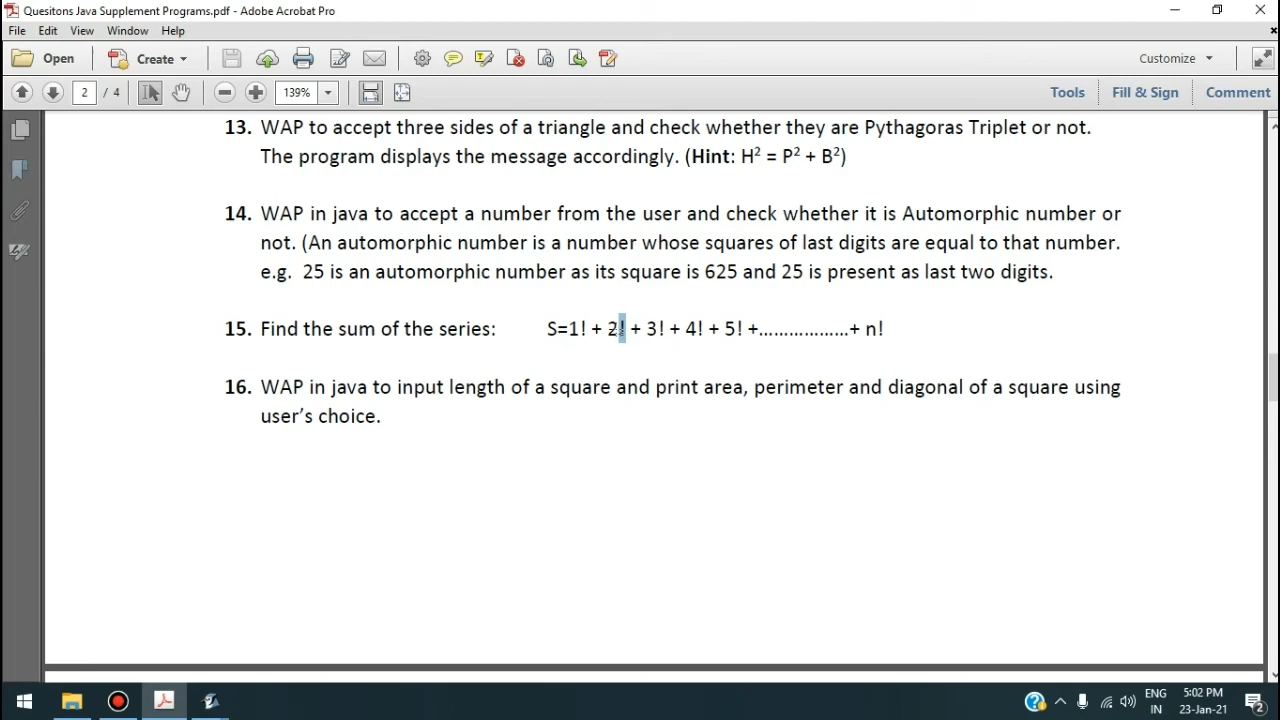 Quesitons Java Supplement Programs.pdf - Adobe Acrobat Pro
File Edit View Window Help
Open Create Customize
2 / 4 139% Tools Fill & Sign Comment
13. WAP to accept three sides of a triangle and check whether they are Pythagoras Triplet or not.
The program displays the message accordingly. (Hint: H² = P² + B²)
14. WAP in java to accept a number from the user and check whether it is Automorphic number or
not. (An automorphic number is a number whose squares of last digits are equal to that number.
e.g. 25 is an automorphic number as its square is 625 and 25 is present as last two digits.
15. Find the sum of the series: S=1! + 2! + 3! + 4! + 5! +………………+ n!
16. WAP in java to input length of a square and print area, perimeter and diagonal of a square using
user’s choice.
ENG 5:02 PM
IN 23-Jan-21 2